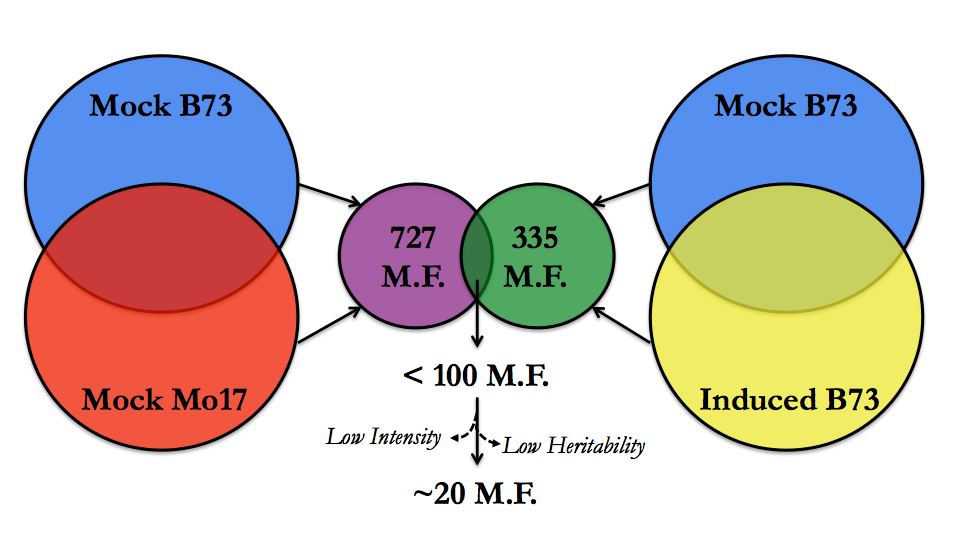 Mock B73
Mock B73
727
M.F.
335
M.F.
< 100 M.F.
Mock Mo17
Induced B73
Low Intensity
Low Heritability
~20 M.F.